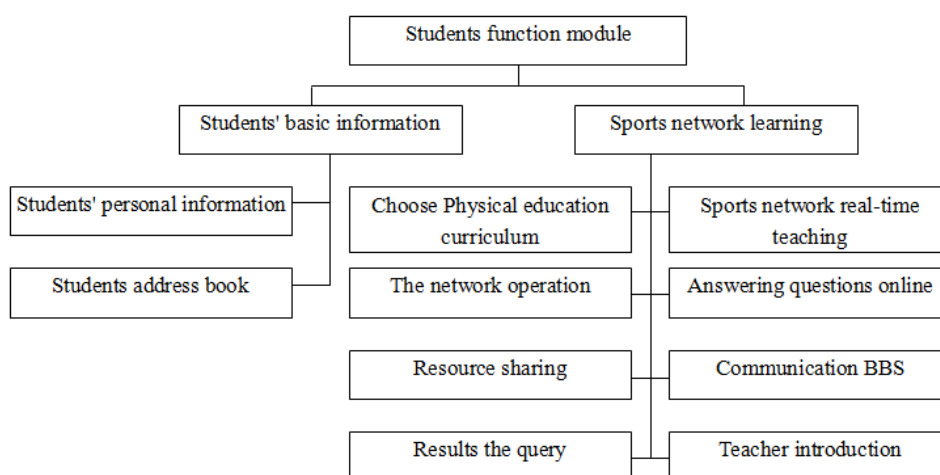 Students function module
Students' basic information
Sports network learning
Students' personal information
Students address book
Choose Physical education
curriculum
Sports network real-time
teaching
The network operation
Answering questions online
Resource sharing
Communication BBS
Results the query
Teacher introduction